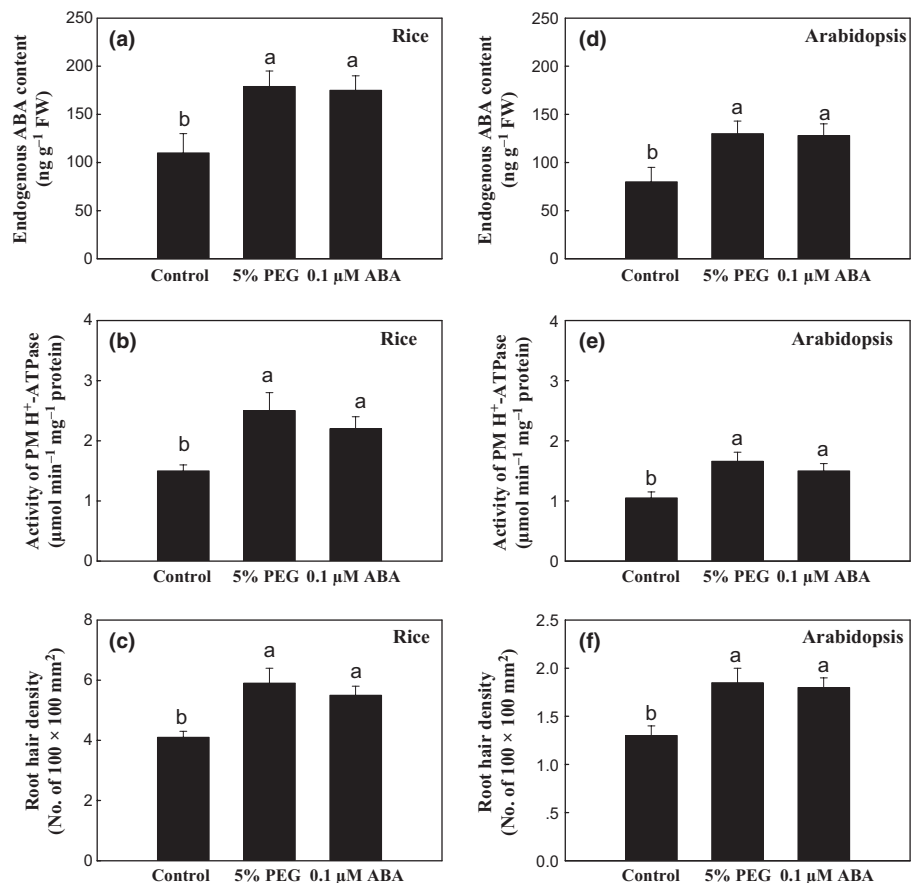 (a)
Rice
Endogenous ABA content
(ng g⁻¹ FW)
250
200
150
100
50
0
b
a
a
Control
5% PEG
0.1 µM ABA
(d)
Arabidopsis
Endogenous ABA content
(ng g⁻¹ FW)
250
200
150
100
50
0
b
a
a
Control
5% PEG
0.1 µM ABA
(b)
Rice
Activity of PM H⁺-ATPase
(µmol min⁻¹ mg⁻¹ protein)
4
3
2
1
0
b
a
a
Control
5% PEG
0.1 µM ABA
(e)
Arabidopsis
Activity of PM H⁺-ATPase
(µmol min⁻¹ mg⁻¹ protein)
4
3
2
1
0
b
a
a
Control
5% PEG
0.1 µM ABA
(c)
Rice
Root hair density
(No. of 100 × 100 mm²)
8
6
4
2
0
b
a
a
Control
5% PEG
0.1 µM ABA
(f)
Arabidopsis
Root hair density
(No. of 100 × 100 mm²)
2.5
2.0
1.5
1.0
.5
0.0
b
a
a
Control
5% PEG
0.1 µM ABA